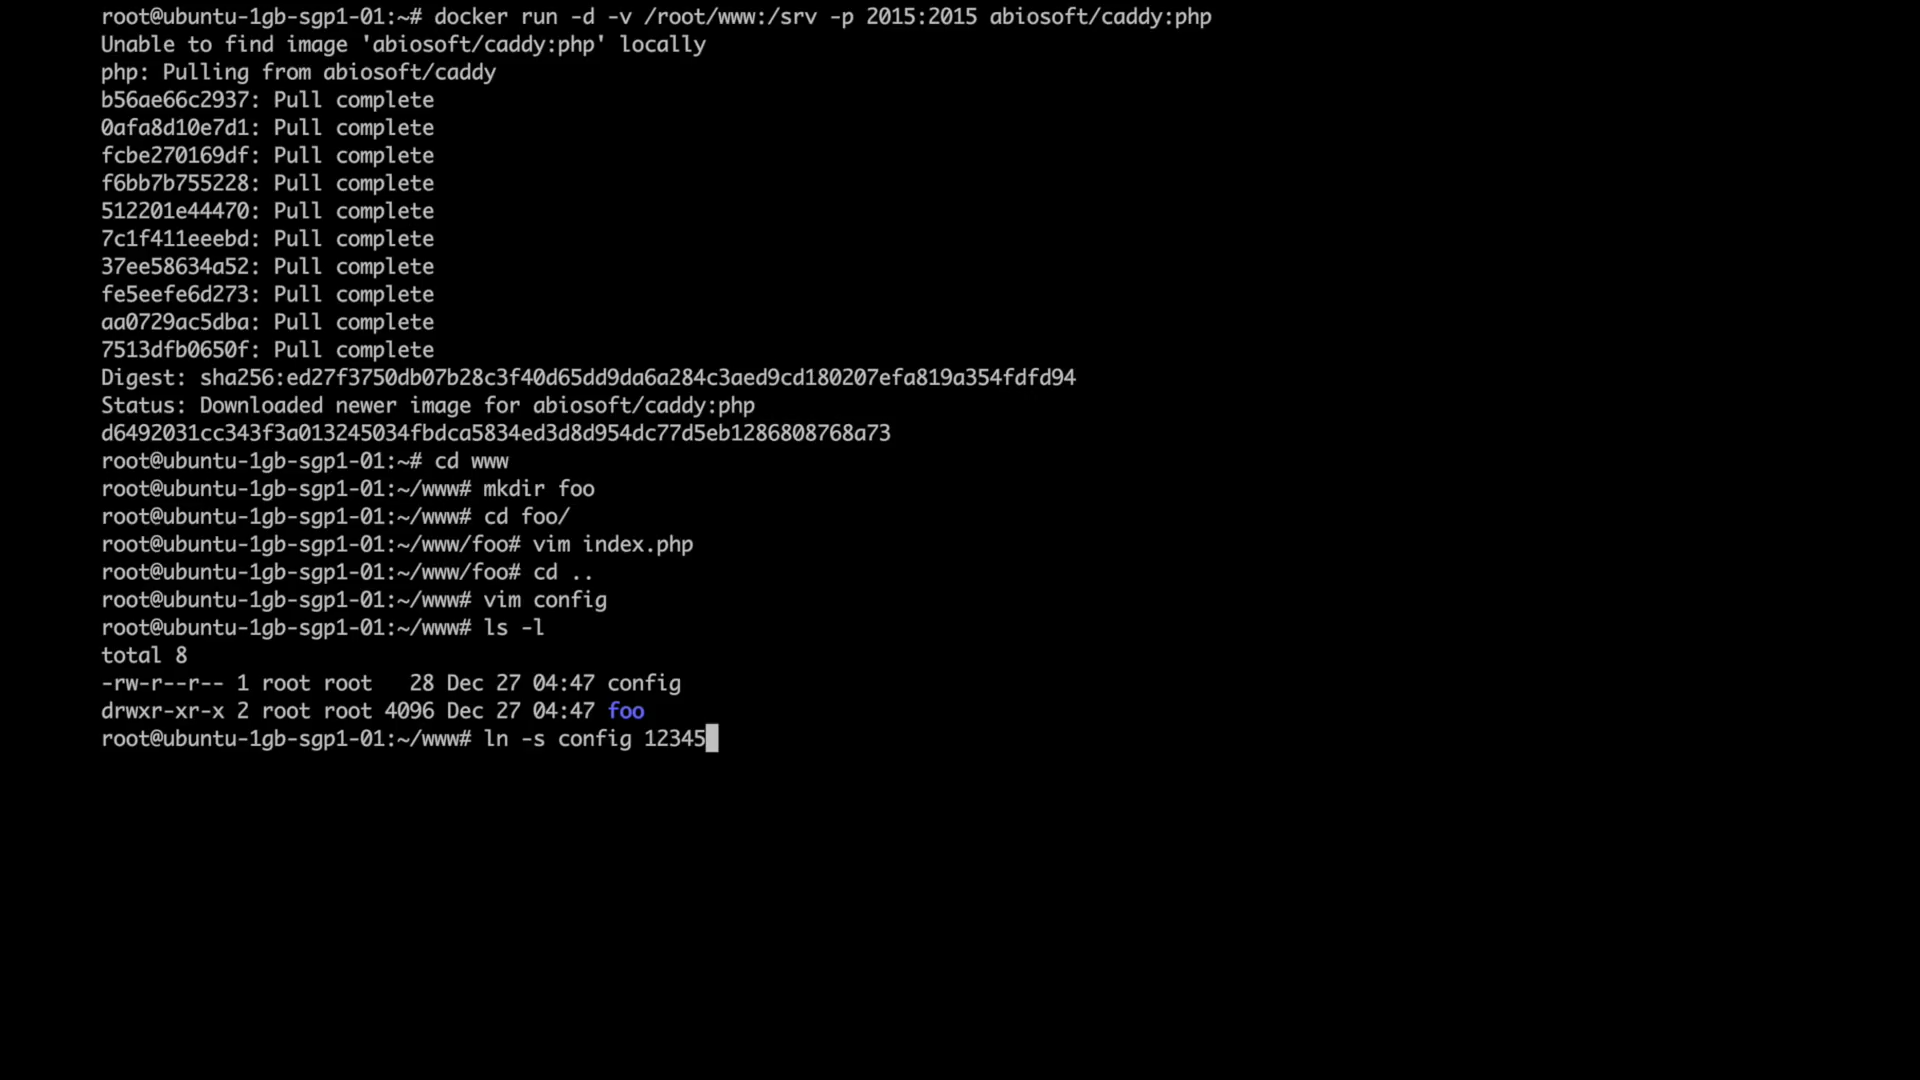 root@ubuntu-1gb-sgp1-01:~# docker run -d -v /root/www:/srv -p 2015:2015 abiosoft/caddy:php
Unable to find image 'abiosoft/caddy:php' locally
php: Pulling from abiosoft/caddy
b56ae66c2937: Pull complete
0afa8d10e7d1: Pull complete
fcbe270169df: Pull complete
f6bb7b755228: Pull complete
512201e44470: Pull complete
7c1f411eeebd: Pull complete
37ee58634a52: Pull complete
fe5eefe6d273: Pull complete
aa0729ac5dba: Pull complete
7513dfb0650f: Pull complete
Digest: sha256:ed27f3750db07b28c3f40d65dd9da6a284c3aed9cd180207efa819a354fdfd94
Status: Downloaded newer image for abiosoft/caddy:php
d6492031cc343f3a013245034fbdca5834ed3d8d954dc77d5eb1286808768a73
root@ubuntu-1gb-sgp1-01:~# cd www
root@ubuntu-1gb-sgp1-01:~/www# mkdir foo
root@ubuntu-1gb-sgp1-01:~/www# cd foo/
root@ubuntu-1gb-sgp1-01:~/www/foo# vim index.php
root@ubuntu-1gb-sgp1-01:~/www/foo# cd ..
root@ubuntu-1gb-sgp1-01:~/www# vim config
root@ubuntu-1gb-sgp1-01:~/www# ls -l
total 8
-rw-r--r-- 1 root root   28 Dec 27 04:47 config
drwxr-xr-x 2 root root 4096 Dec 27 04:47 foo
root@ubuntu-1gb-sgp1-01:~/www# ln -s config 12345